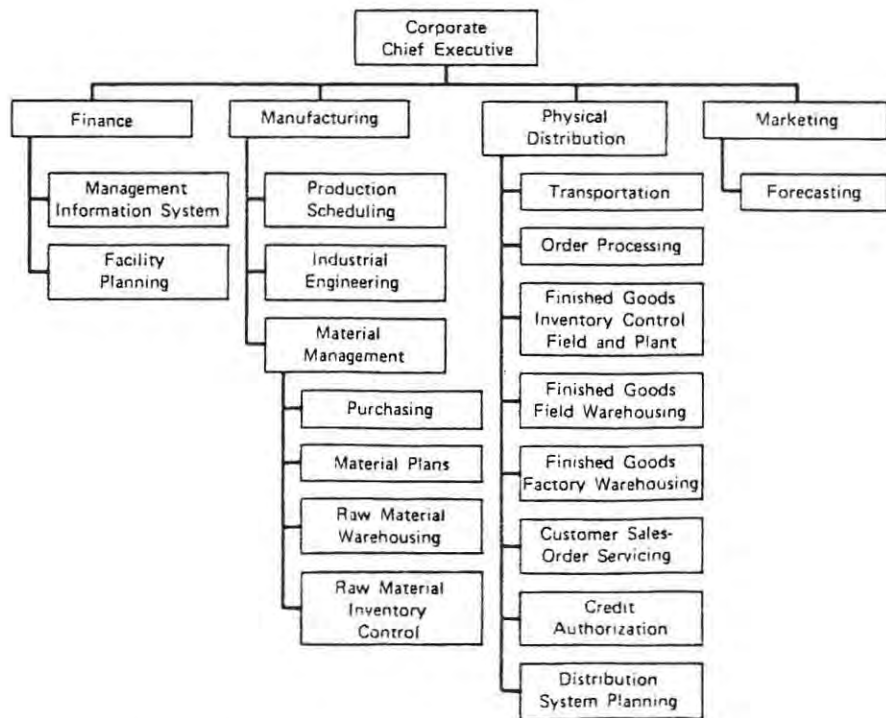 Corporate
Chief Executive
Finance
Manufacturing
Physical
Distribution
Marketing
Management
Information System
Facility
Planning
Production
Scheduling
Industrial
Engineering
Material
Management
Purchasing
Material Plans
Raw Material
Warehousing
Raw Material
Inventory
Control
Transportation
Order Processing
Finished Goods
Inventory Control
Field and Plant
Finished Goods
Field Warehousing
Finished Goods
Factory Warehousing
Customer Sales-
Order Servicing
Credit
Authorization
Distribution
System Planning
Forecasting